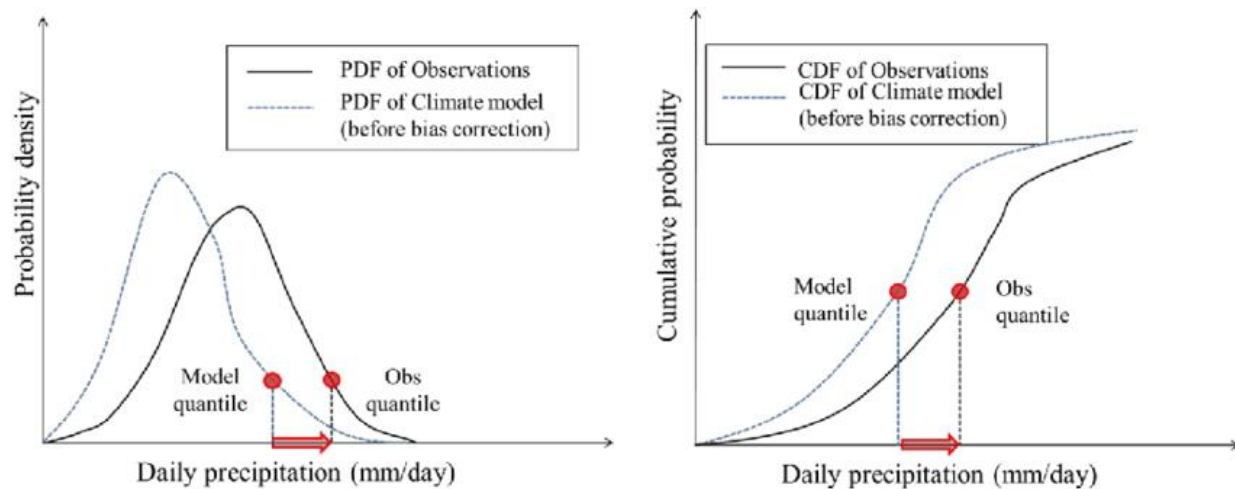 Probability density
PDF of Observations
PDF of Climate model
(before bias correction)
Model
quantile
Obs
quantile
Daily precipitation (mm/day)
Cumulative probability
CDF of Observations
CDF of Climate model
(before bias correction)
Model
quantile
Obs
quantile
Daily precipitation (mm/day)